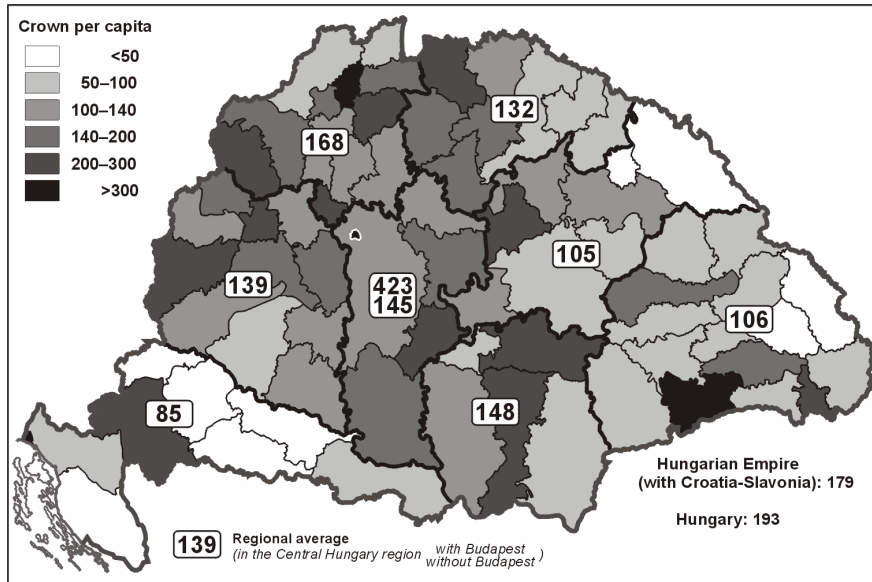 Crown per capita
<50
50–100
100–140
140–200
200–300
>300
132
168
105
139
423
145
106
148
85
Hungarian Empire
(with Croatia-Slavonia): 179
Hungary: 193
139
Regional average
(in the Central Hungary region with Budapest
without Budapest )